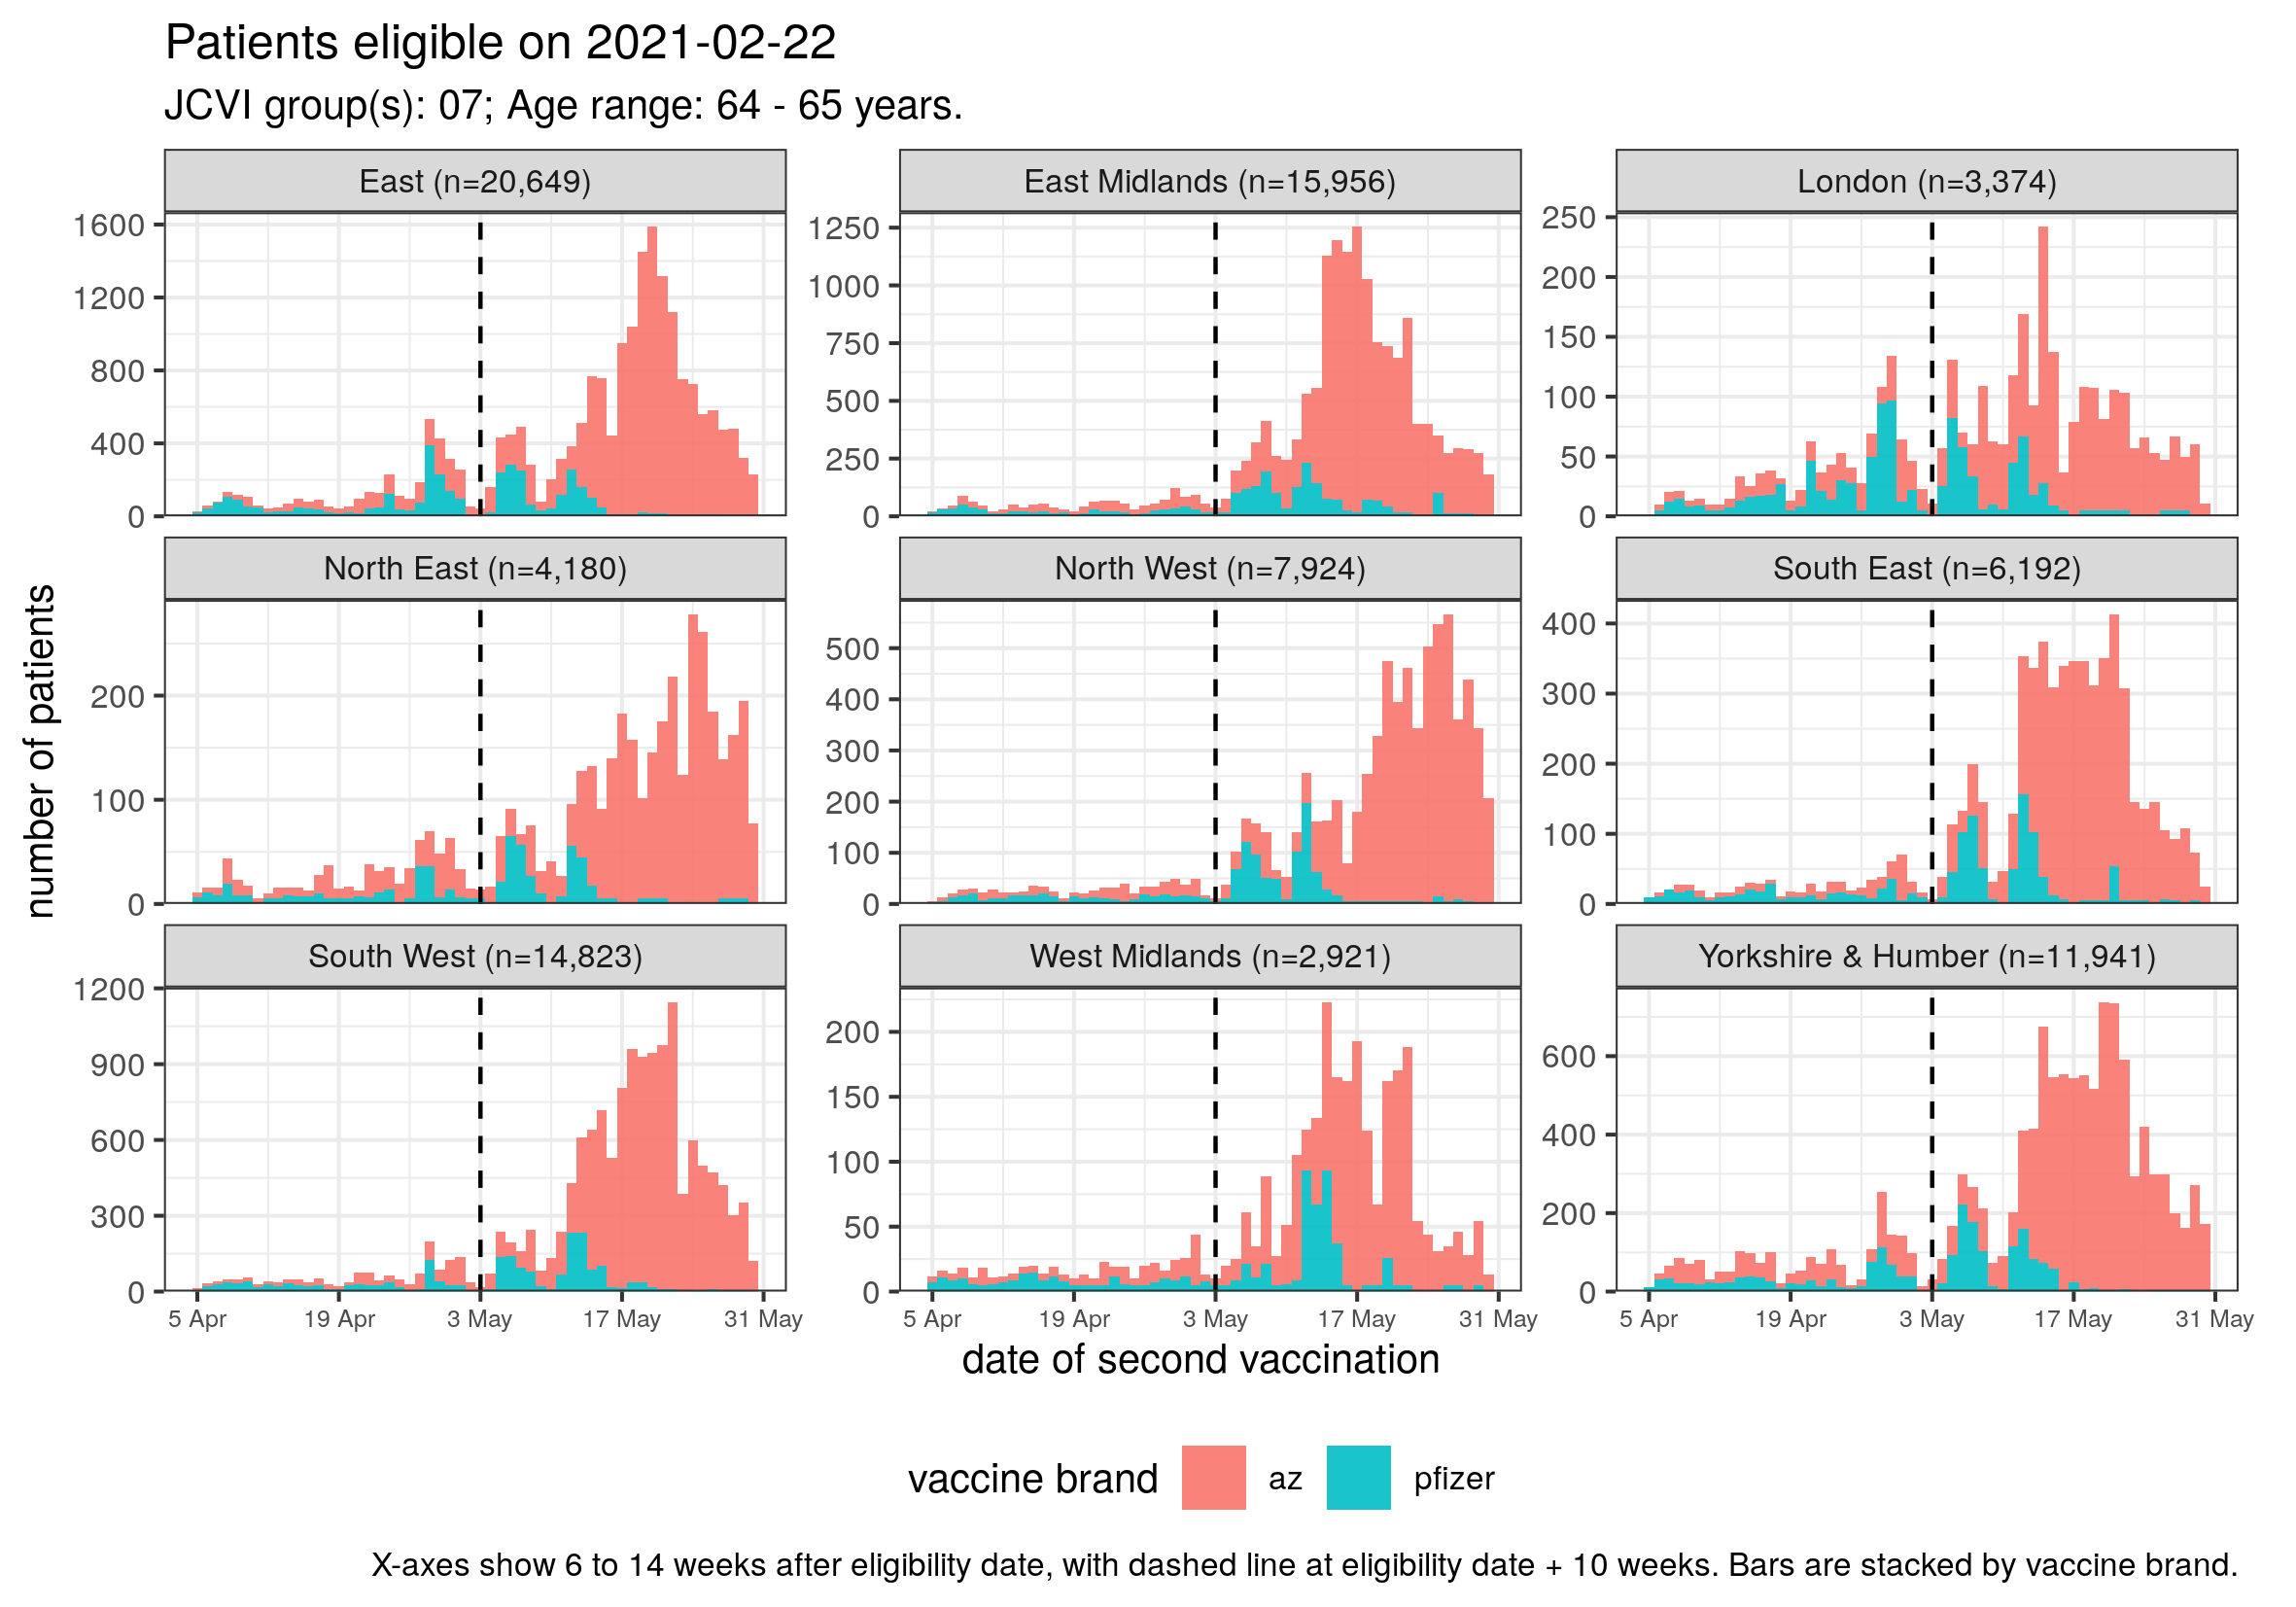 Patients eligible on 2021-02-22
JCVI group(s): 07; Age range: 64 - 65 years.
East (n=20,649)
East Midlands (n=15,956)
London (n=3,374)
1600
1200
800
400
0
1250
1000
750
500
250
0
250
200
150
100
50
0
North East (n=4,180)
North West (n=7,924)
South East (n=6,192)
200
100
0
500
400
300
200
100
0
400
300
200
100
0
South West (n=14,823)
West Midlands (n=2,921)
Yorkshire & Humber (n=11,941)
1200
900
600
300
0
200
150
100
50
0
600
400
200
0
5 Apr 19 Apr 3 May 17 May 31 May
5 Apr 19 Apr 3 May 17 May 31 May
5 Apr 19 Apr 3 May 17 May 31 May
number of patients
date of second vaccination
vaccine brand az pfizer
X-axes show 6 to 14 weeks after eligibility date, with dashed line at eligibility date + 10 weeks. Bars are stacked by vaccine brand.